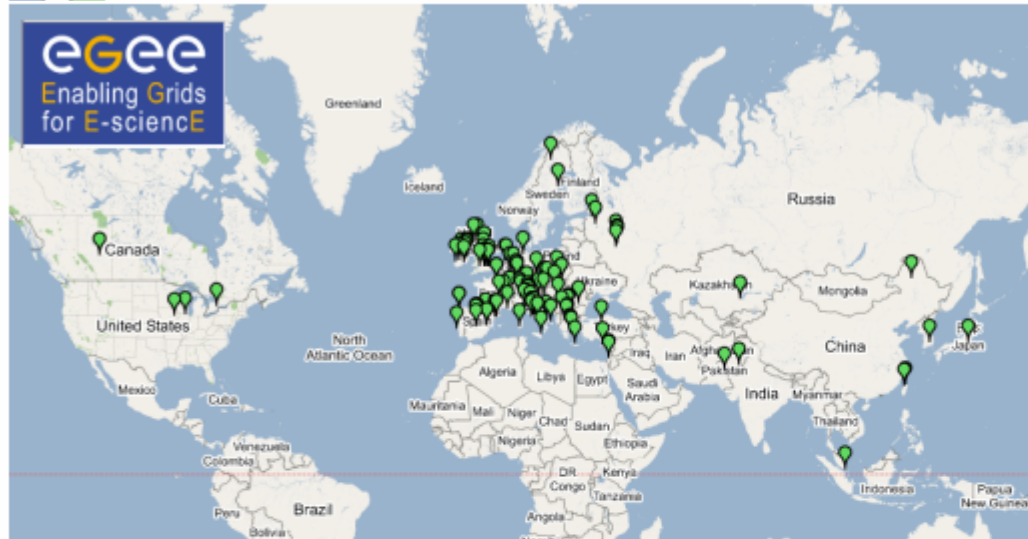 eGee
Enabling Grids
for E-sciencE
Greenland
Iceland
Finland
Sweden
Norway
Russia
Canada
Kazakhstan
Mongolia
United States
North
Atlantic Ocean
Japan
China
Iraq
Iran
Pakistan
Algeria
Libya
Egypt
Saudi
Arabia
India
Myanmar
Mexico
Cuba
Mauritania
Mali
Niger
Chad
Sudan
Thailand
Nigeria
Ethiopia
Venezuela
Colombia
DR
Congo
Kenya
Tanzania
Indonesia
Papua
New Guinea
Peru
Brazil
Angola
Bolivia